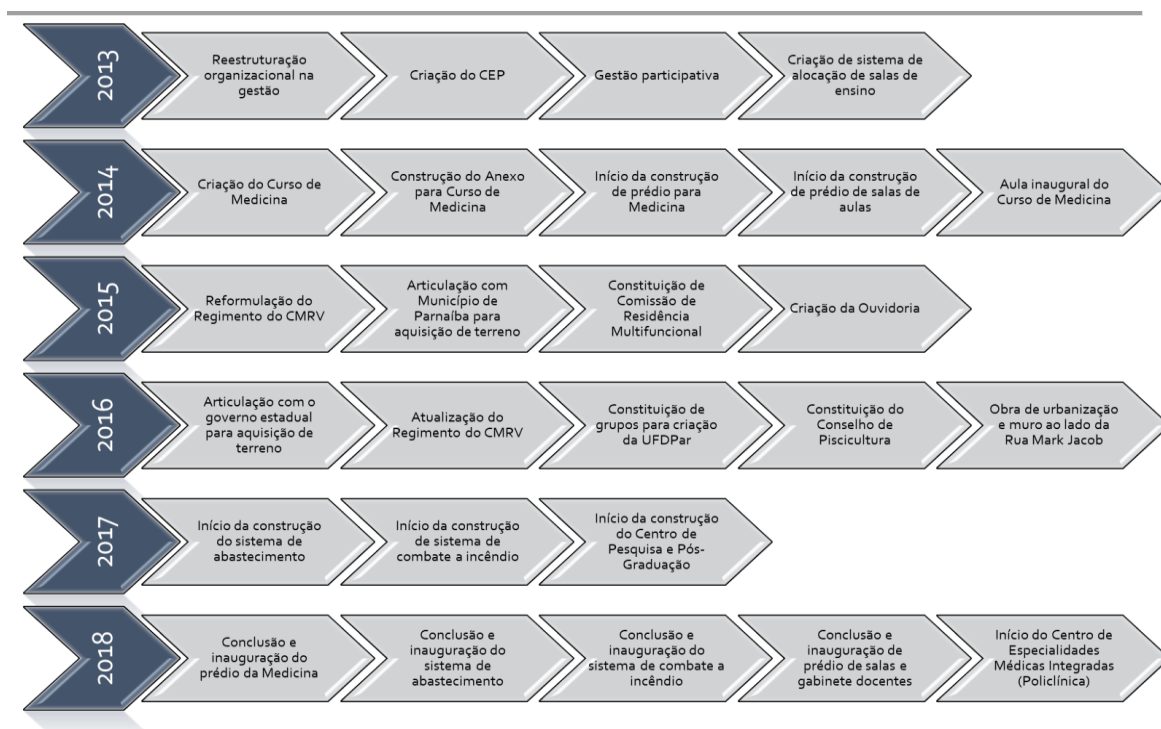 2013
Reestruturação
organizacional na
gestão
Criação do CEP
Gestão participativa
Criação de sistema de
alocação de salas de
ensino
2014
Criação do Curso de
Medicina
Construção do Anexo
para Curso de
Medicina
Início da construção
de prédio para
Medicina
Início da construção
de prédio de salas de
aulas
Aula inaugural do
Curso de Medicina
2015
Reformulação do
Regimento do CMRV
Articulação com
Município de
Parnaíba para
aquisição de terreno
Constituição de
Comissão de
Residência
Multifuncional
Criação da Ouvidoria
2016
Articulação com o
governo estadual
para aquisição de
terreno
Atualização do
Regimento do CMRV
Constituição de
grupos para criação
da UFDPar
Constituição do
Conselho de
Piscicultura
Obra de urbanização
e muro ao lado da
Rua Mark Jacob
2017
Início da construção
do sistema de
abastecimento
Início da construção
de sistema de
combate a incêndio
Início da construção
do Centro de
Pesquisa e Pós-
Graduação
2018
Conclusão e
inauguração do
prédio da Medicina
Conclusão e
inauguração do
sistema de
abastecimento
Conclusão e
inauguração do
sistema de combate a
incêndio
Conclusão e
inauguração de
prédio de salas e
gabinete docentes
Início do Centro de
Especialidades
Médicas Integradas
(Policlínica)